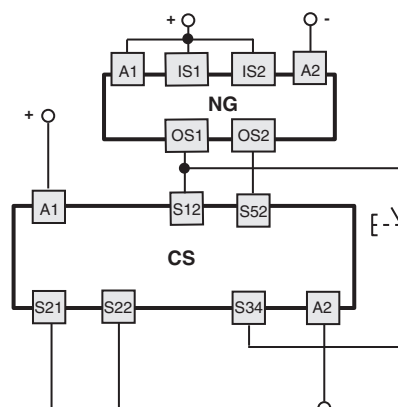 + -
A1 IS1 IS2 A2
NG
+
OS1 OS2
A1 S12 S52
CS
S21 S22 S34 A2